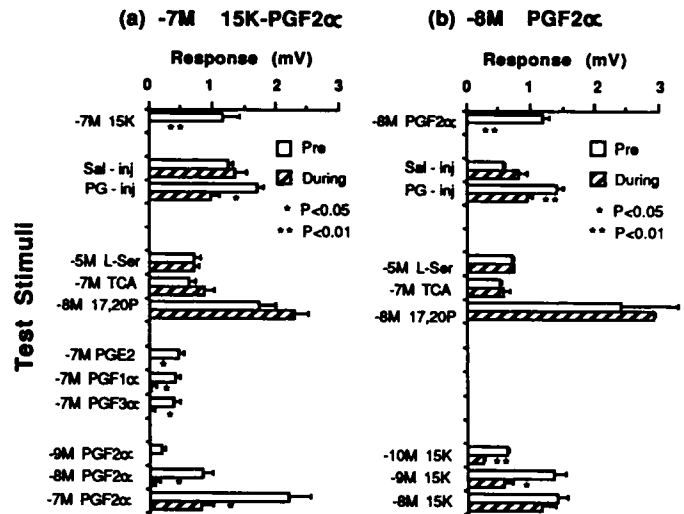 (a) -7M 15K-PGF2α
Response (mV)
0 1 2 3
-7M 15K
**
Sal - inj
PG - inj
*
Pre
During
* P<0.05
** P<0.01
-5M L-Ser
-7M TCA
-8M 17,20P
-7M PGE2
*
-7M PGF1α
*
-7M PGF3α
*
-9M PGF2α
-8M PGF2α
*
-7M PGF2α
*
Test Stimuli
(b) -8M PGF2α
Response (mV)
0 1 2 3
-8M PGF2α
**
Sal - inj
PG - inj
**
Pre
During
* P<0.05
** P<0.01
-5M L-Ser
-7M TCA
-8M 17,20P
-10M 15K
**
-9M 15K
*
-8M 15K